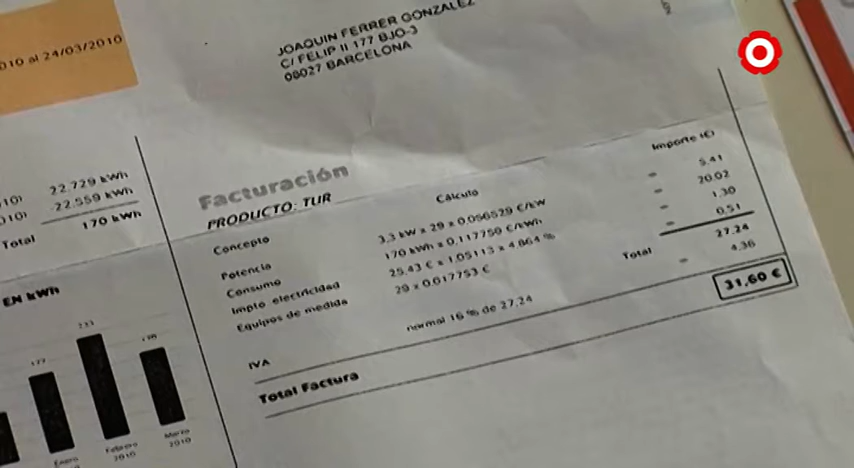 010 al 24/03/2010
JOAQUIN FERRER GONZALEZ
C/ FELIP II 177 BJO-3
08027 BARCELONA
010) 22.729 kWh
010) 22.559 kWh
Total 170 kWh
Facturación
PRODUCTO: TUR
Concepto Cálculo Importe (€)
Potencia 3,3 kW x 29 x 0,056529 €/kW = 5,41
Consumo 170 kWh x 0,117759 €/kWh = 20,02
Impto electricidad 25,43 € x 1,05113 x 4,864 % = 1,30
Equipos de medida 29 x 0,017753 € = 0,51
Total 27,24
IVA normal 16 % de 27,24 = 4,36
Total Factura 31,60 €
EN kWh
Enero
Febrero 2010
Marzo 2010